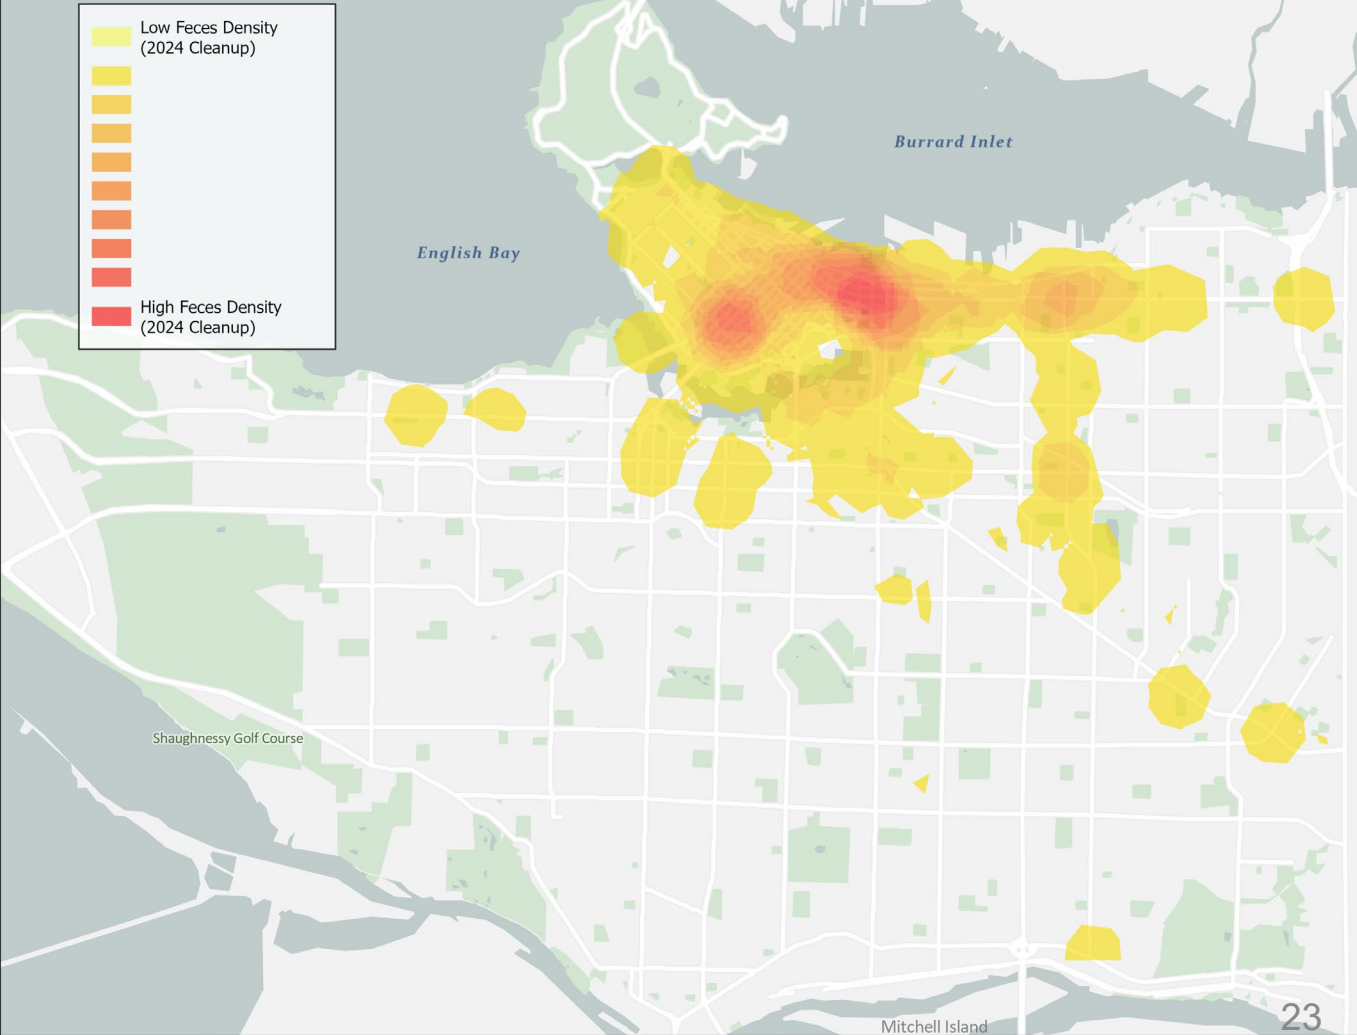 Low Feces Density
(2024 Cleanup)
High Feces Density
(2024 Cleanup)
Burrard Inlet
English Bay
Shaughnessy Golf Course
Mitchell Island
23